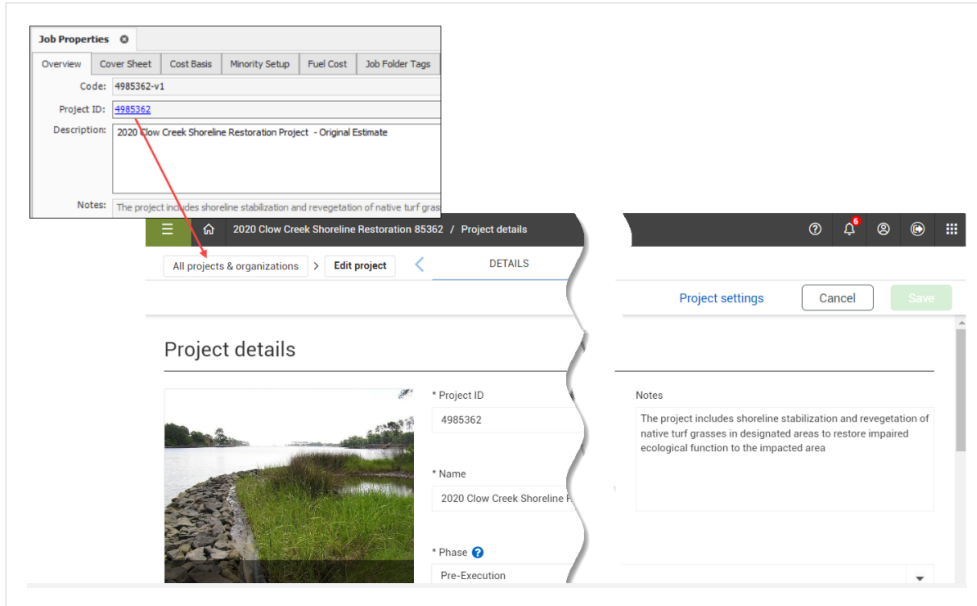 Job Properties
Overview Cover Sheet Cost Basis Minority Setup Fuel Cost Job Folder Tags
Code: 4985362-v1
Project ID: 4985362
Description: 2020 Clow Creek Shoreline Restoration Project - Original Estimate
Notes: The project includes shoreline stabilization and revegetation of native turf gras
2020 Clow Creek Shoreline Restoration 85362 / Project details
6
All projects & organizations > Edit project
DETAILS
Project settings Cancel Save
Project details
* Project ID
4985362
* Name
2020 Clow Creek Shoreline R
* Phase ?
Pre-Execution
Notes
The project includes shoreline stabilization and revegetation of
native turf grasses in designated areas to restore impaired
ecological function to the impacted area